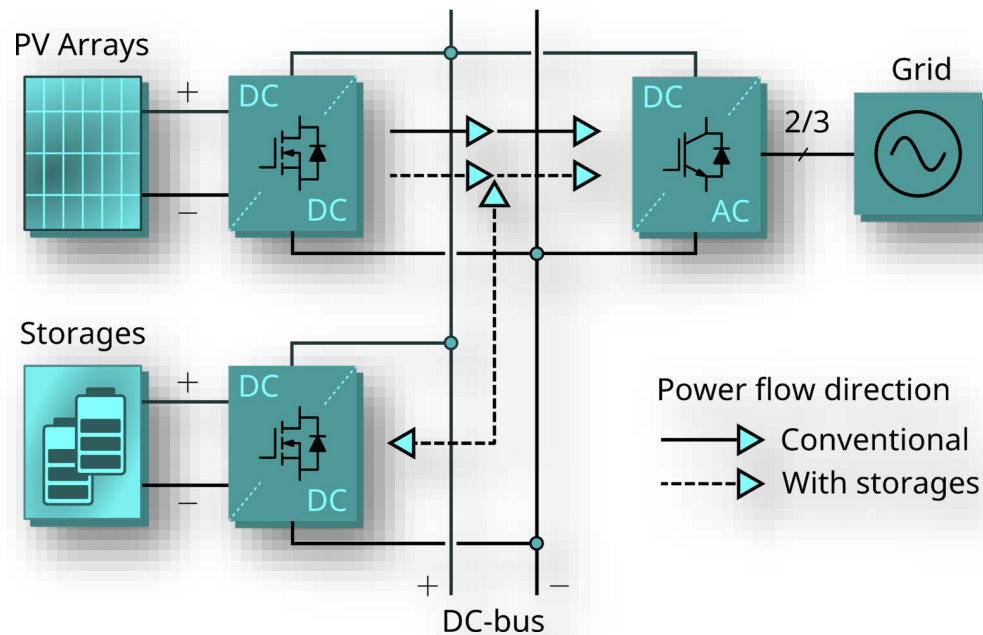 PV Arrays
+
−
DC
DC
DC
AC
2/3
Grid
Storages
+
−
DC
DC
Power flow direction
Conventional
With storages
+
−
DC-bus